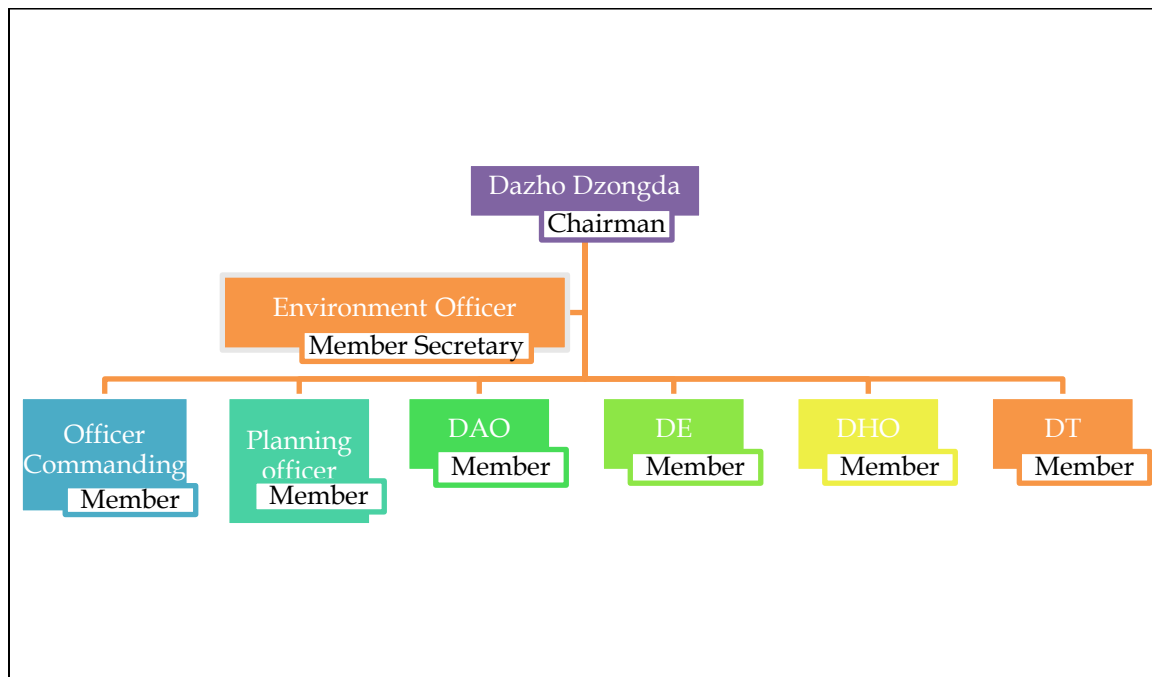 Dazho Dzongda
Chairman
Environment Officer
Member Secretary
Officer
Commanding
Member
Planning
officer
Member
DAO
Member
DE
Member
DHO
Member
DT
Member